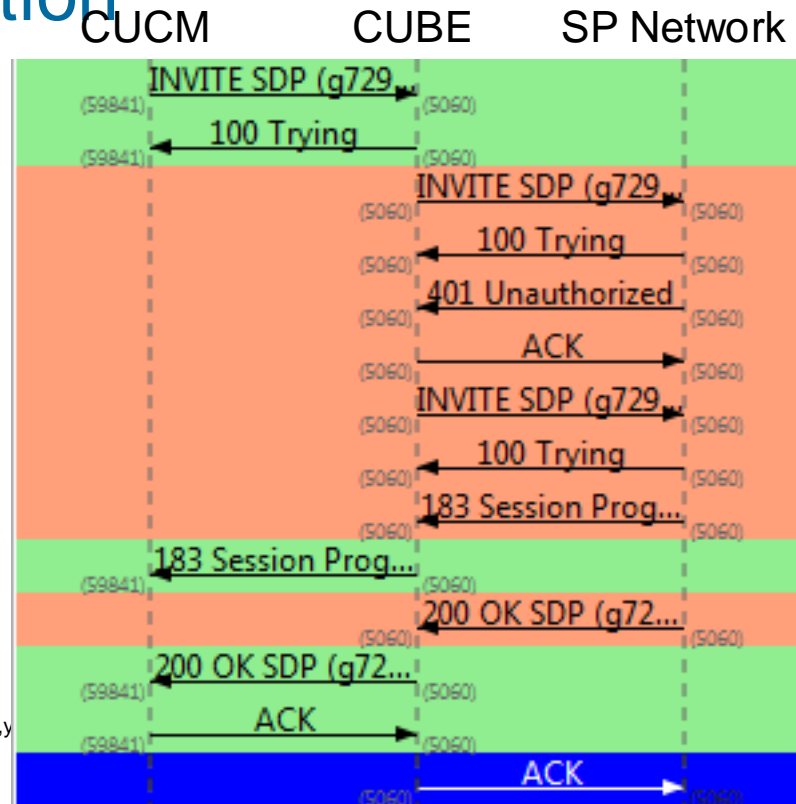 tion
CUCM CUBE SP Network
INVITE SDP (g729...
(59841) (5060)
100 Trying
(59841) (5060)
INVITE SDP (g729...
(5060) (5060)
100 Trying
(5060) (5060)
401 Unauthorized
(5060) (5060)
ACK
(5060) (5060)
INVITE SDP (g729...
(5060) (5060)
100 Trying
(5060) (5060)
183 Session Prog...
(5060) (5060)
183 Session Prog...
(59841) (5060)
200 OK SDP (g72...
(5060) (5060)
200 OK SDP (g72...
(59841) (5060)
,y
ACK
(59841) (5060)
ACK
(5060) (5060)